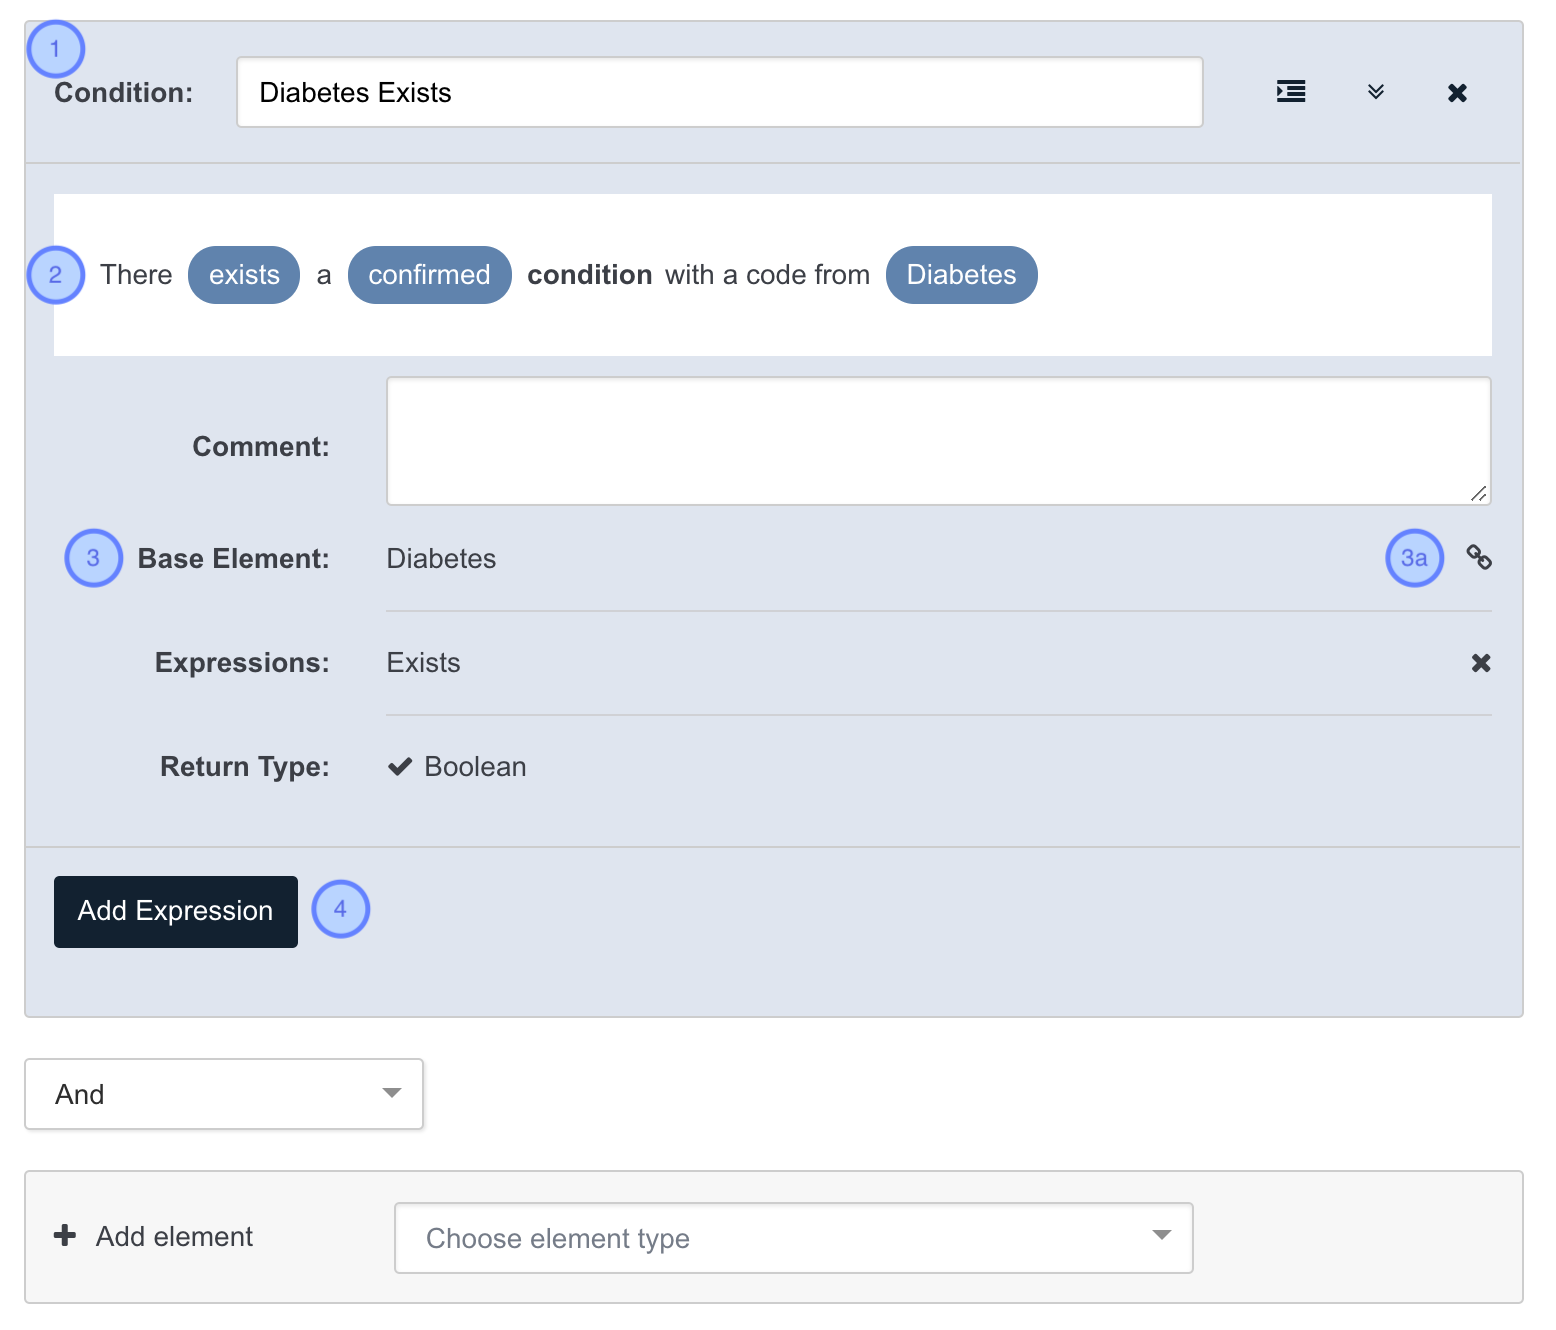 1
Condition: Diabetes Exists
2 There exists a confirmed condition with a code from Diabetes
Comment:
3 Base Element: Diabetes 3a
Expressions: Exists
Return Type: Boolean
Add Expression 4
And
Add element Choose element type